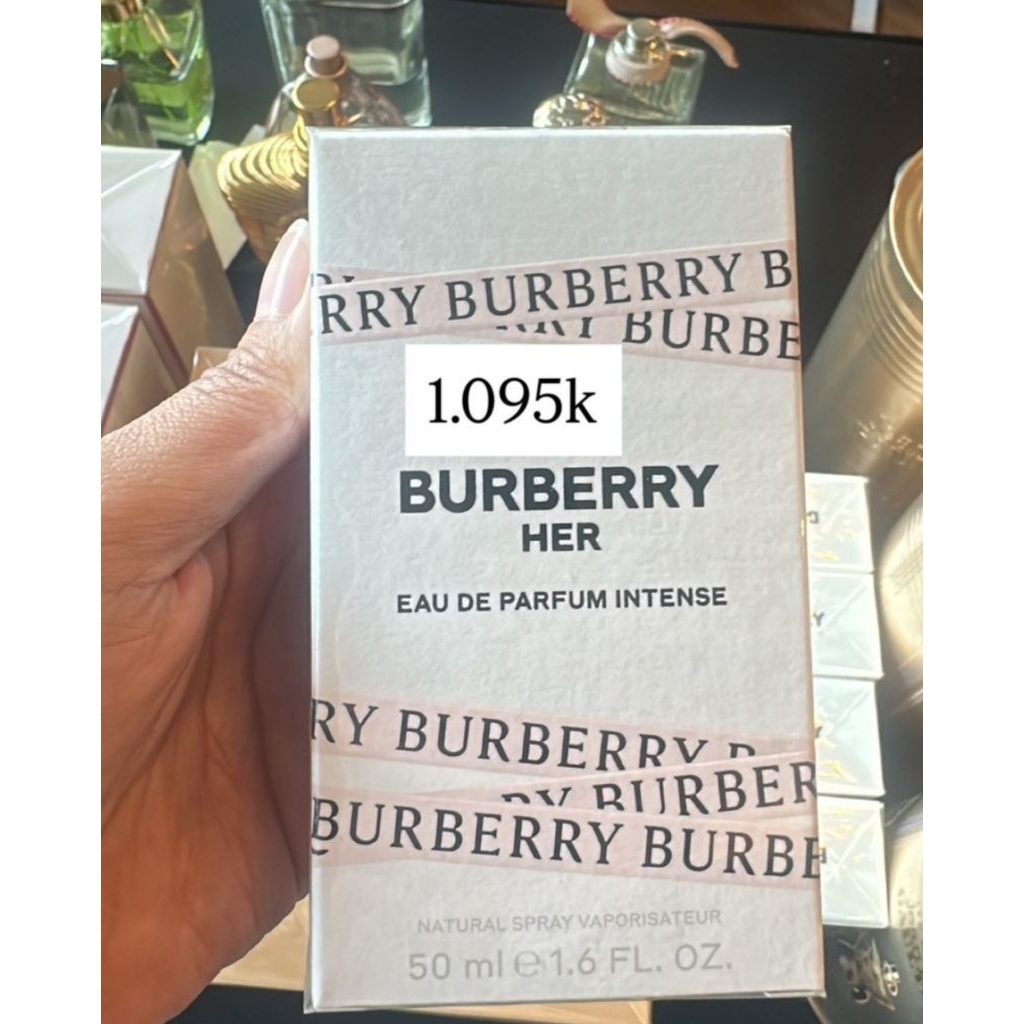 RRY BURBERRY B
BURBE
1.095k
BURBERRY
HER
EAU DE PARFUM INTENSE
RY BURBERRY B
RY BURBER
BURBERRY BURBE
NATURAL SPRAY VAPORISATEUR
50 ml e 1.6 FL. OZ.